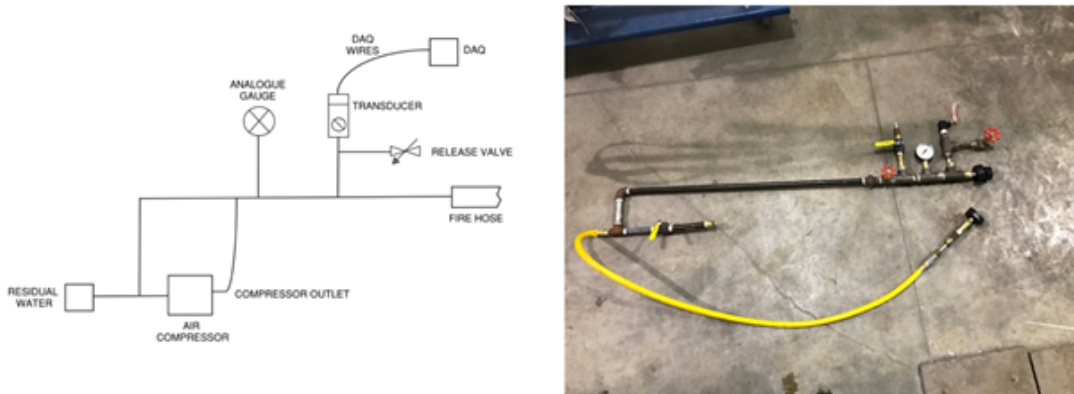 DAQ
WIRES
DAQ
ANALOGUE
GAUGE
TRANSDUCER
RELEASE VALVE
FIRE HOSE
RESIDUAL
WATER
COMPRESSOR OUTLET
AIR
COMPRESSOR